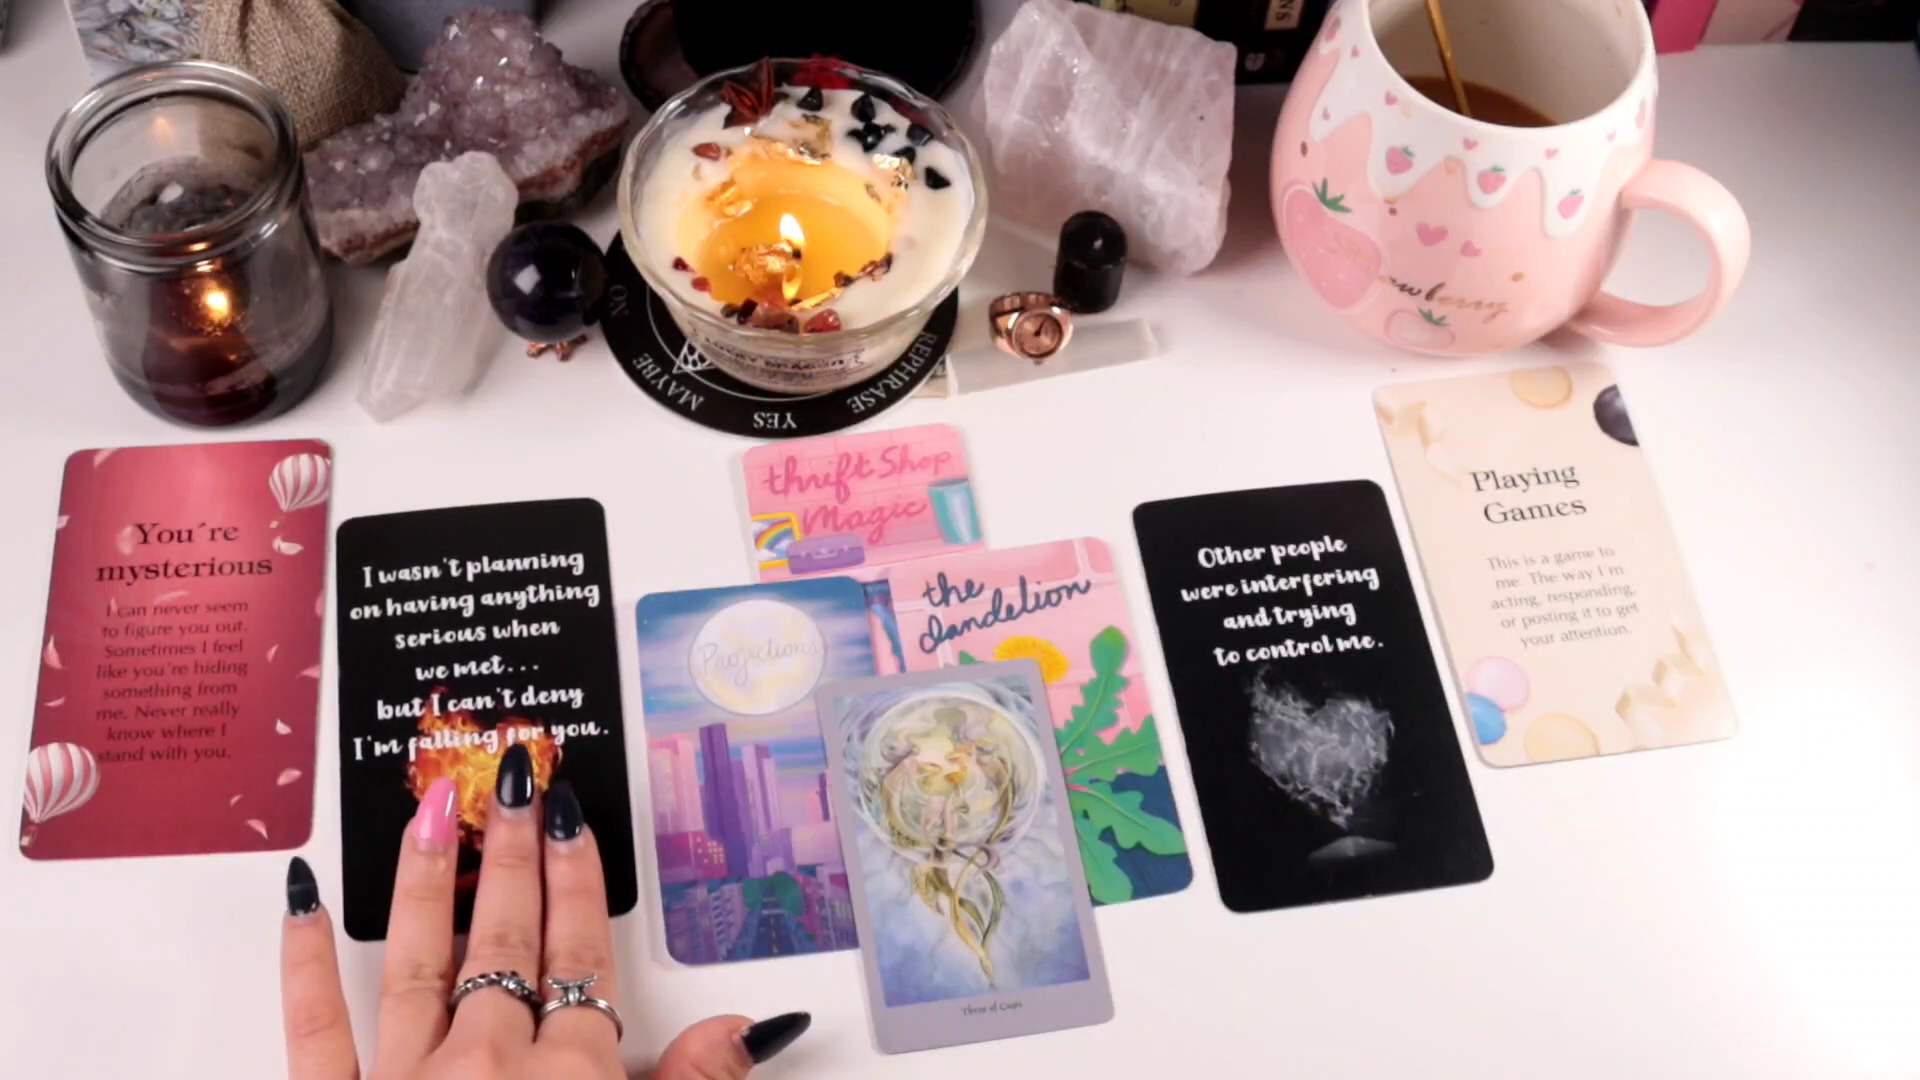 You're
mysterious
I can never seem
to figure you out.
Sometimes I feel
like you're hiding
something from
me. Never really
know where I
stand with you.
I wasn't planning
on having anything
serious when
we met...
but I can't deny
I'm falling for you.
thrift Shop
Magic
Projections
the
dandelion
Three of Cups
Other people
were interfering
and trying
to control me.
Playing
Games
This is a game to
me. The way I'm
acting, responding,
or posting it to get
your attention.
MAYBE
YES
REPHRASE